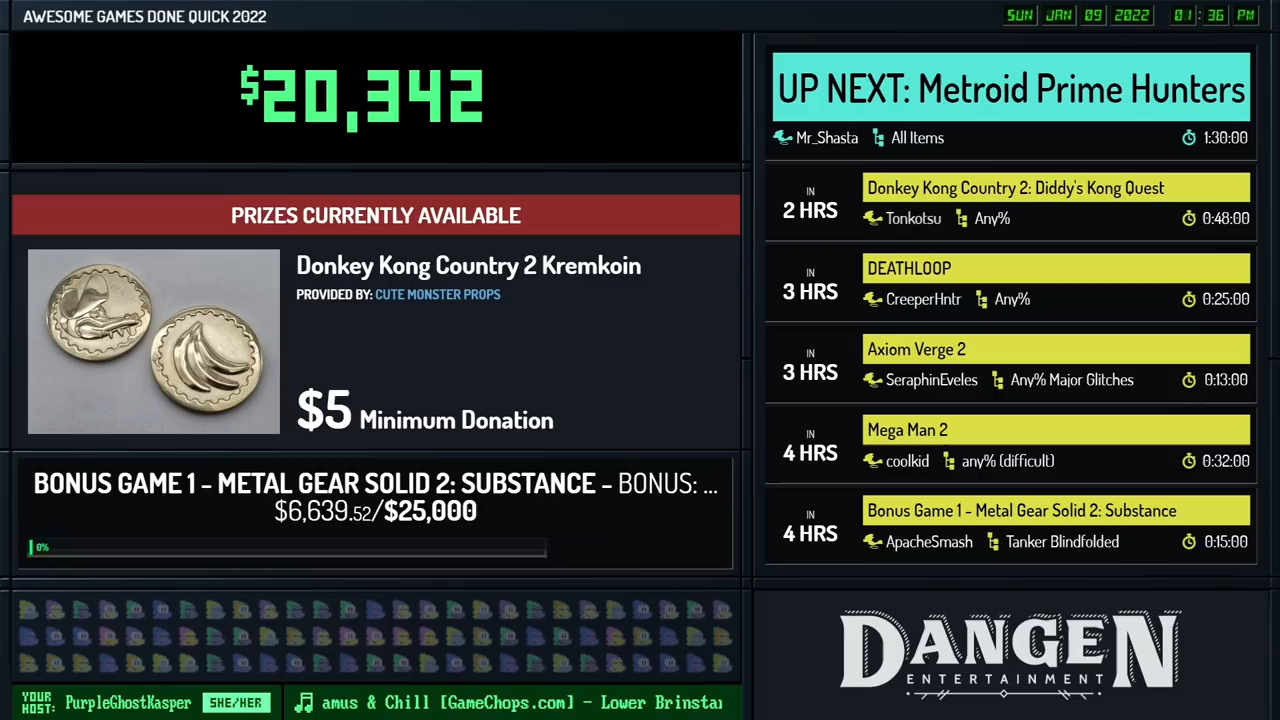 AWESOME GAMES DONE QUICK 2022
SUN JAN 09 2022 01:36 PM
$20,342
PRIZES CURRENTLY AVAILABLE
Donkey Kong Country 2 Kremkoin
PROVIDED BY: CUTE MONSTER PROPS
$5 Minimum Donation
BONUS GAME 1 - METAL GEAR SOLID 2: SUBSTANCE - BONUS: ...
$6,639.52/$25,000
0%
YOUR HOST: PurpleGhostKasper SHE/HER
amus & Chill [GameChops.com] - Lower Brinstar
UP NEXT: Metroid Prime Hunters
Mr_Shasta All Items 1:30:00
IN 2 HRS
Donkey Kong Country 2: Diddy's Kong Quest
Tonkotsu Any% 0:48:00
IN 3 HRS
DEATHLOOP
CreeperHntr Any% 0:25:00
IN 3 HRS
Axiom Verge 2
SeraphinEveles Any% Major Glitches 0:13:00
IN 4 HRS
Mega Man 2
coolkid any% (difficult) 0:32:00
IN 4 HRS
Bonus Game 1 - Metal Gear Solid 2: Substance
ApacheSmash Tanker Blindfolded 0:15:00
DANGEN
ENTERTAINMENT